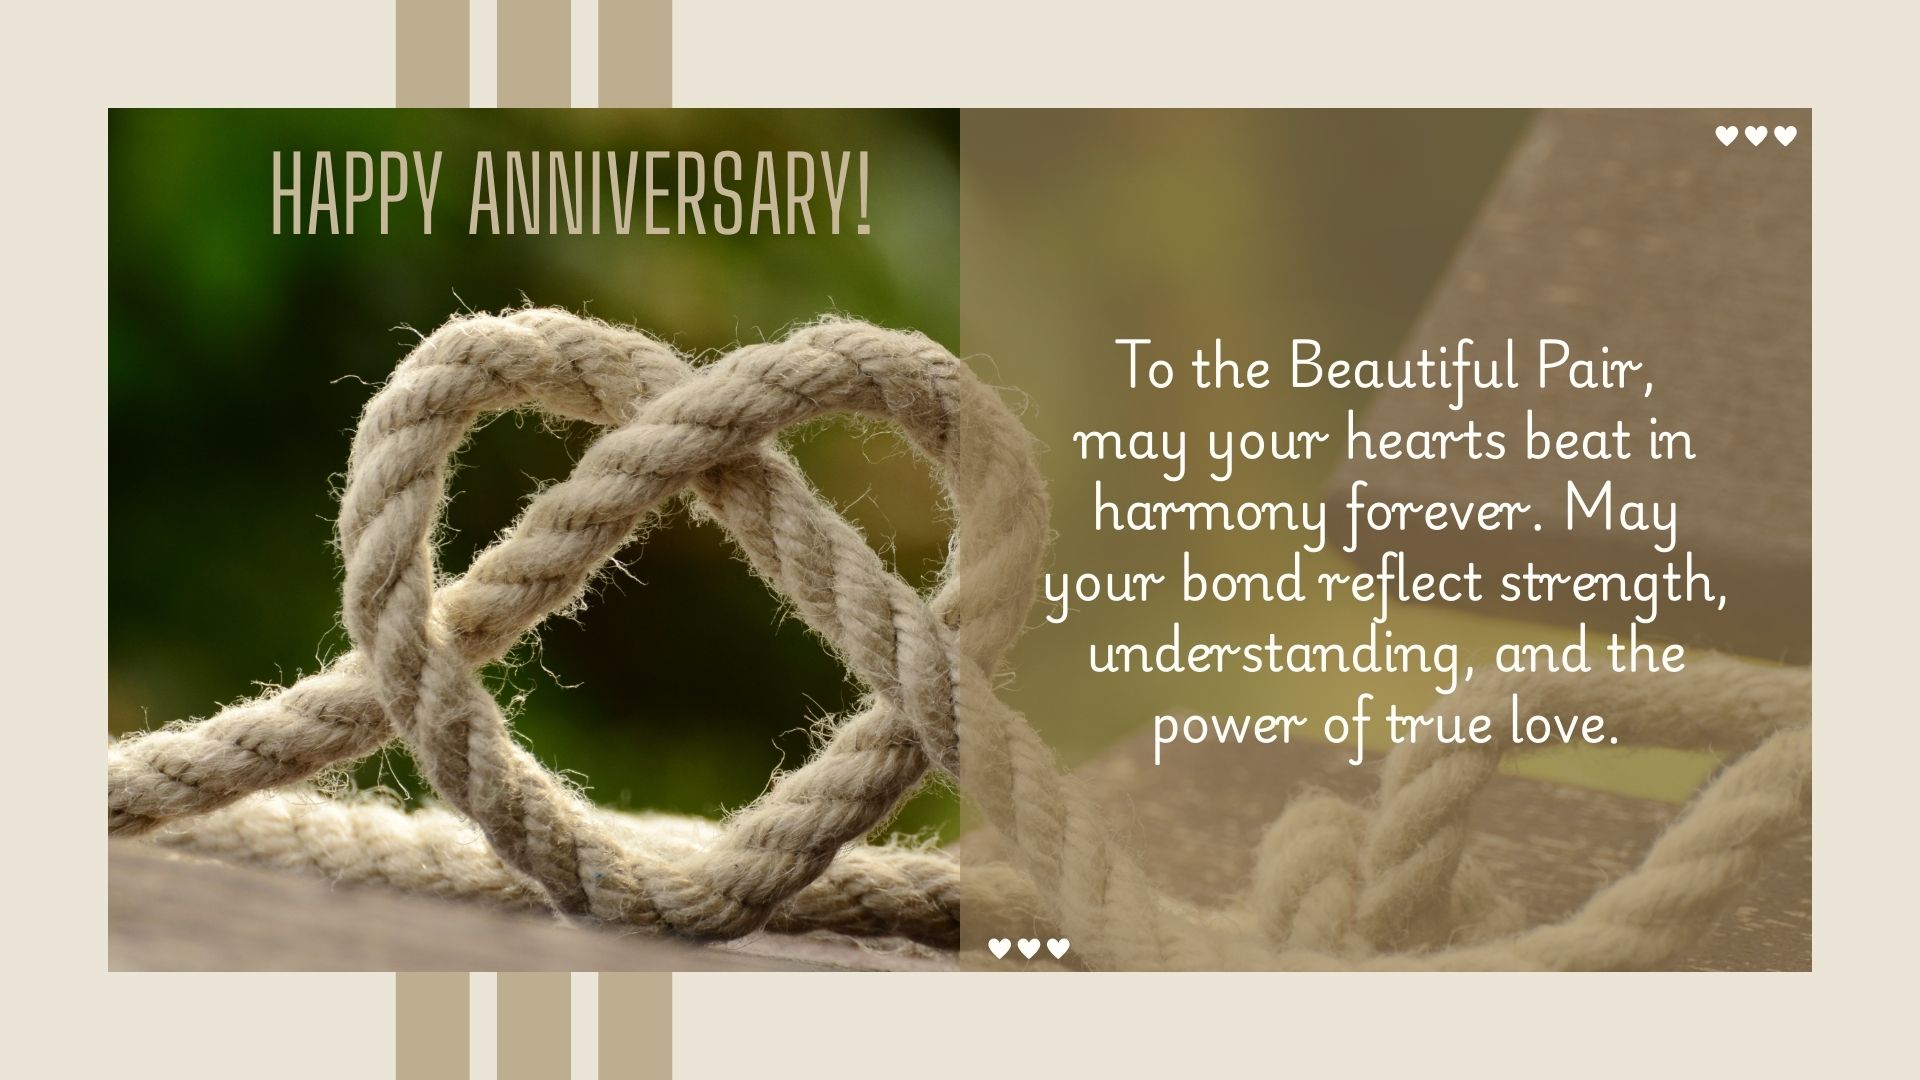 HAPPY ANNIVERSARY!
To the Beautiful Pair,
may your hearts beat in
harmony forever. May
your bond reflect strength,
understanding, and the
power of true love.